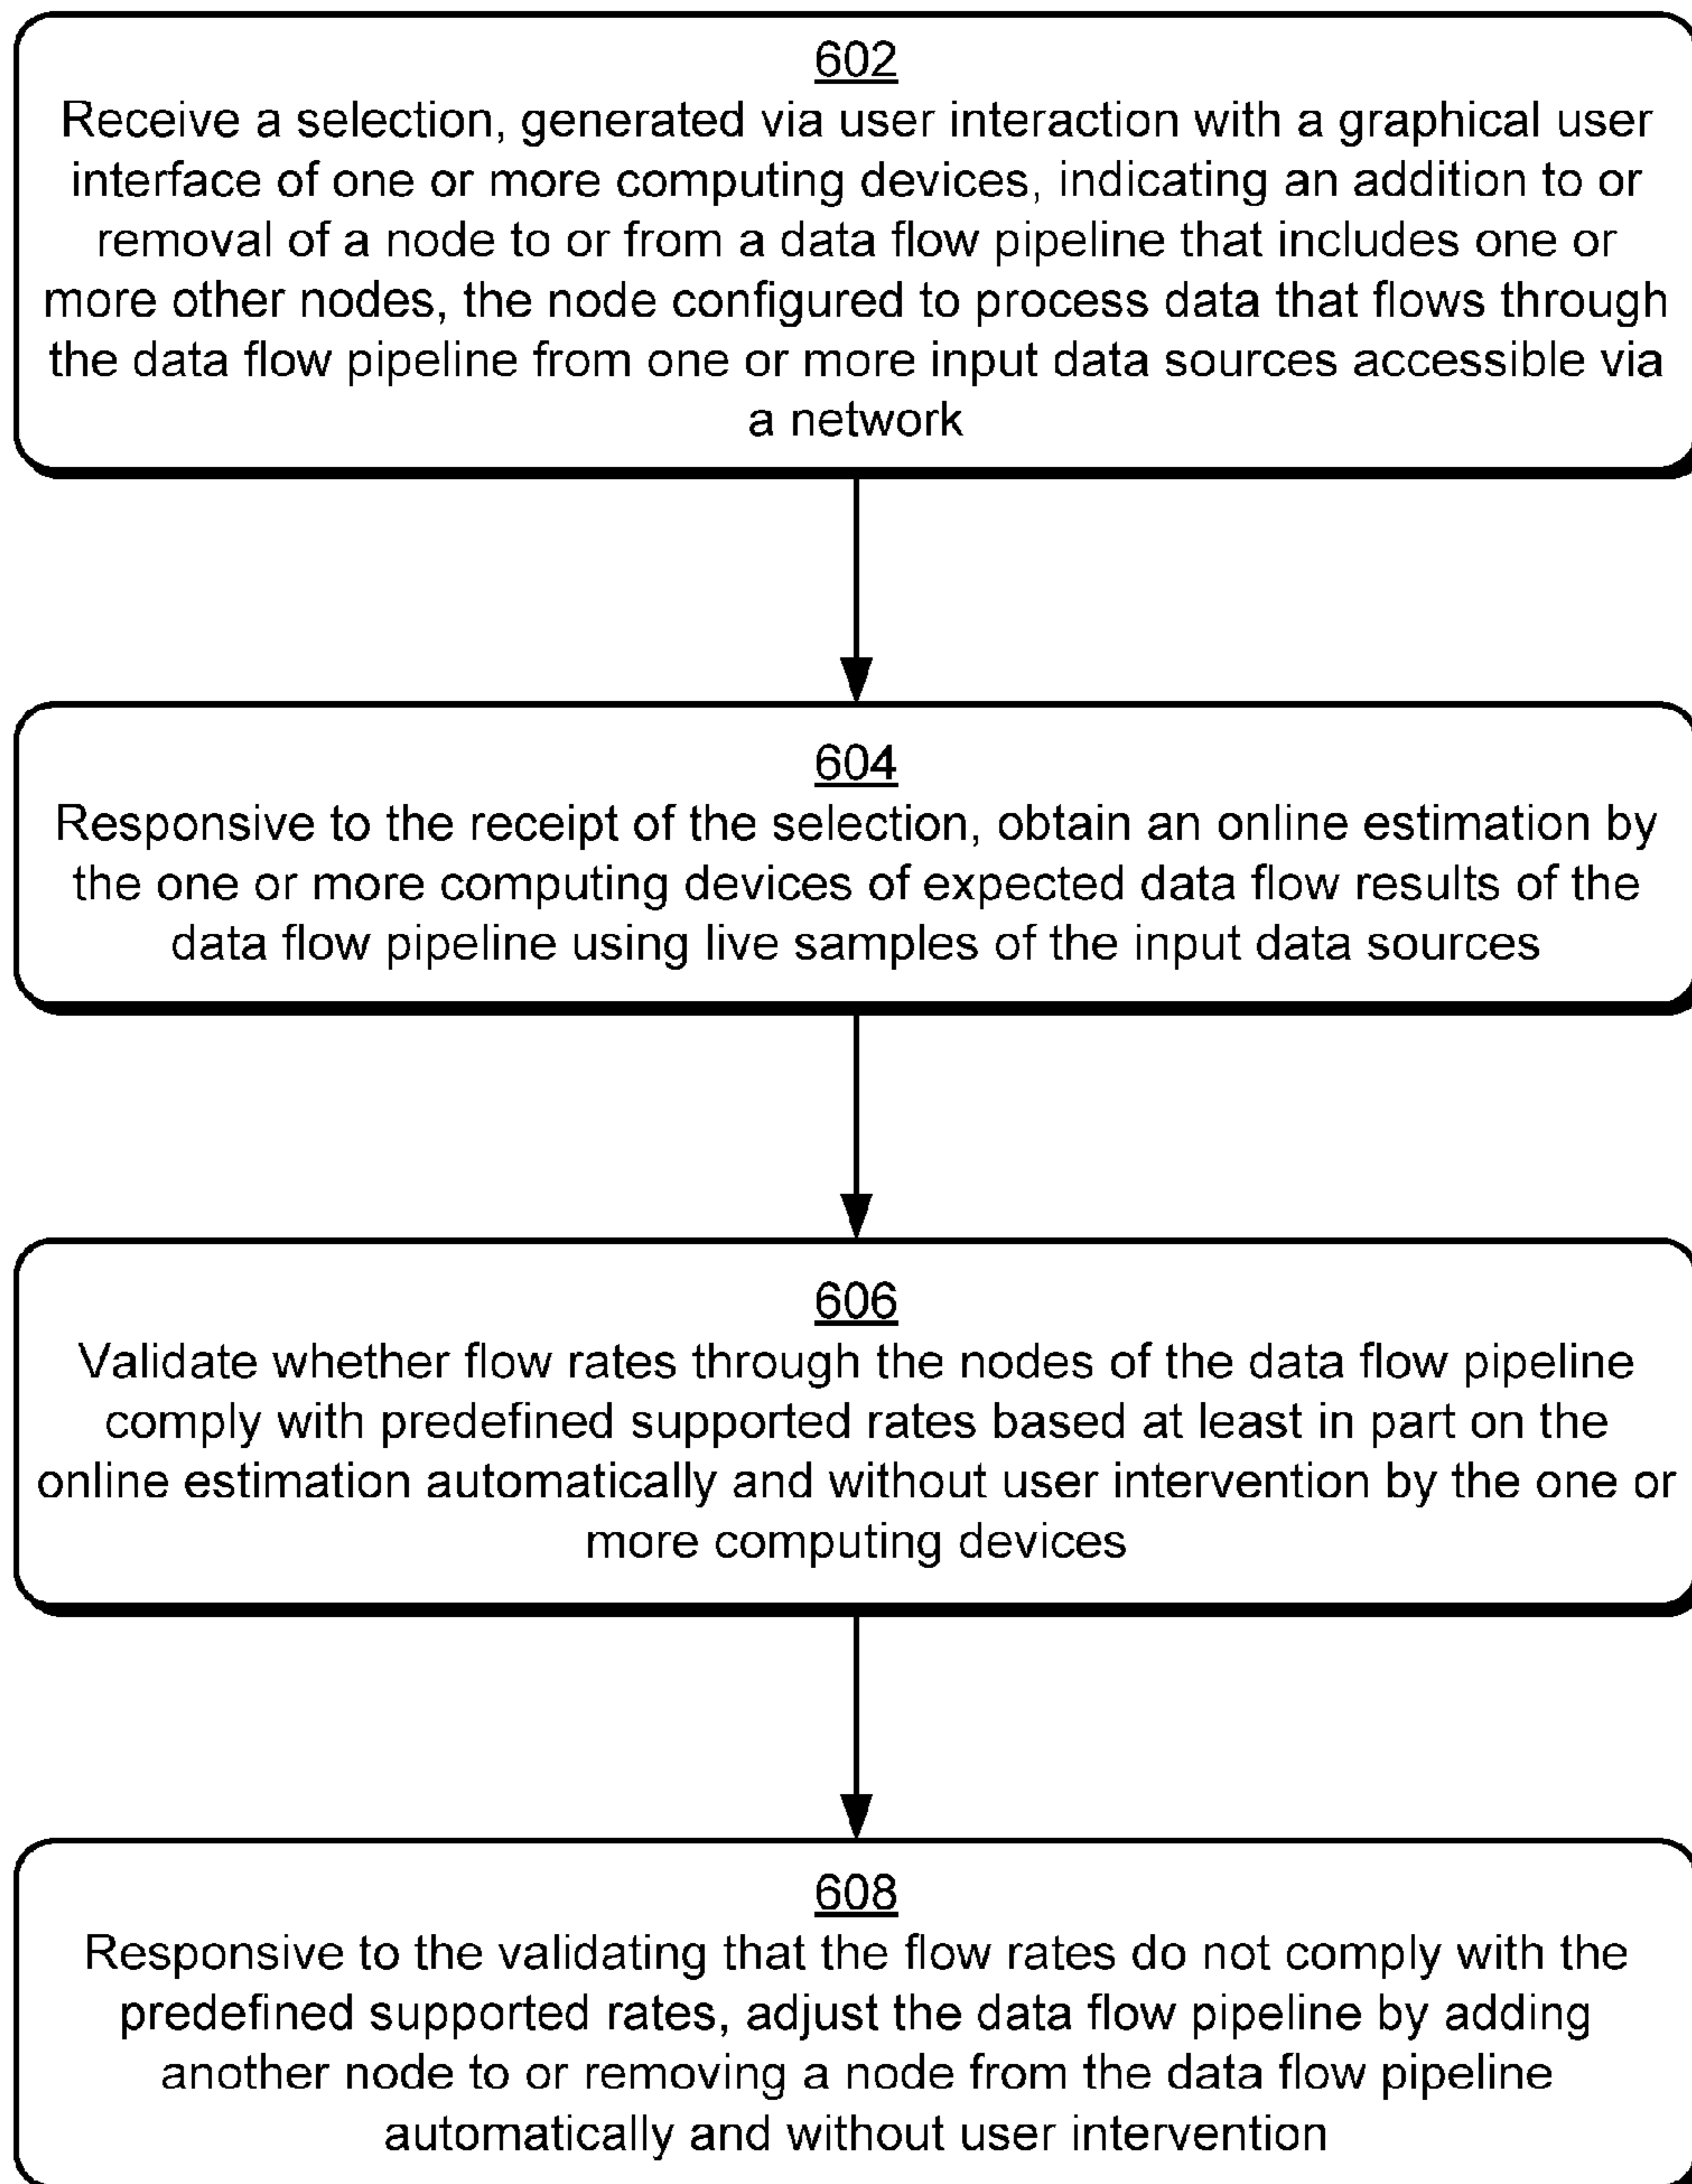 602
Receive a selection, generated via user interaction with a graphical user
interface of one or more computing devices, indicating an addition to or
removal of a node to or from a data flow pipeline that includes one or
more other nodes, the node configured to process data that flows through
the data flow pipeline from one or more input data sources accessible via
a network
604
Responsive to the receipt of the selection, obtain an online estimation by
the one or more computing devices of expected data flow results of the
data flow pipeline using live samples of the input data sources
606
Validate whether flow rates through the nodes of the data flow pipeline
comply with predefined supported rates based at least in part on the
online estimation automatically and without user intervention by the one or
more computing devices
608
Responsive to the validating that the flow rates do not comply with the
predefined supported rates, adjust the data flow pipeline by adding
another node to or removing a node from the data flow pipeline
automatically and without user intervention